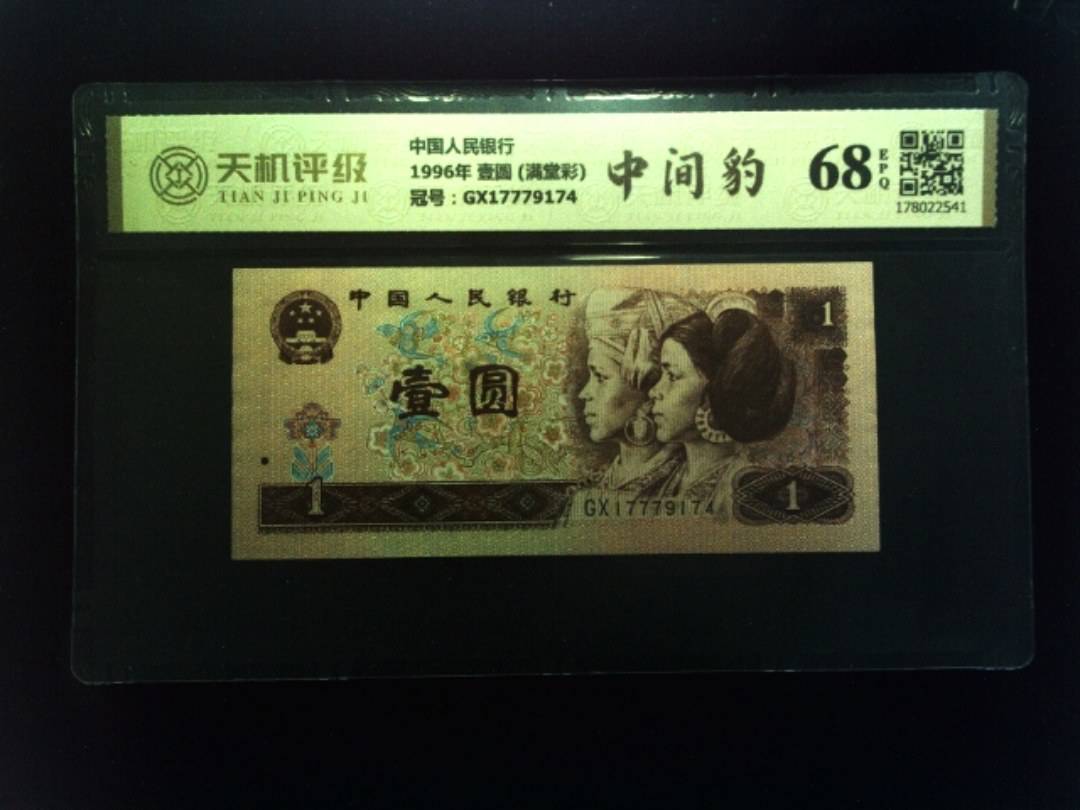 天机评级
TIAN JI PING JI
中国人民银行
1996年 壹圆 (满堂彩)
冠号：GX17779174
中间豹
68
EPQ
178022541
中国人民银行
1
壹圆
1
GX17779174
1